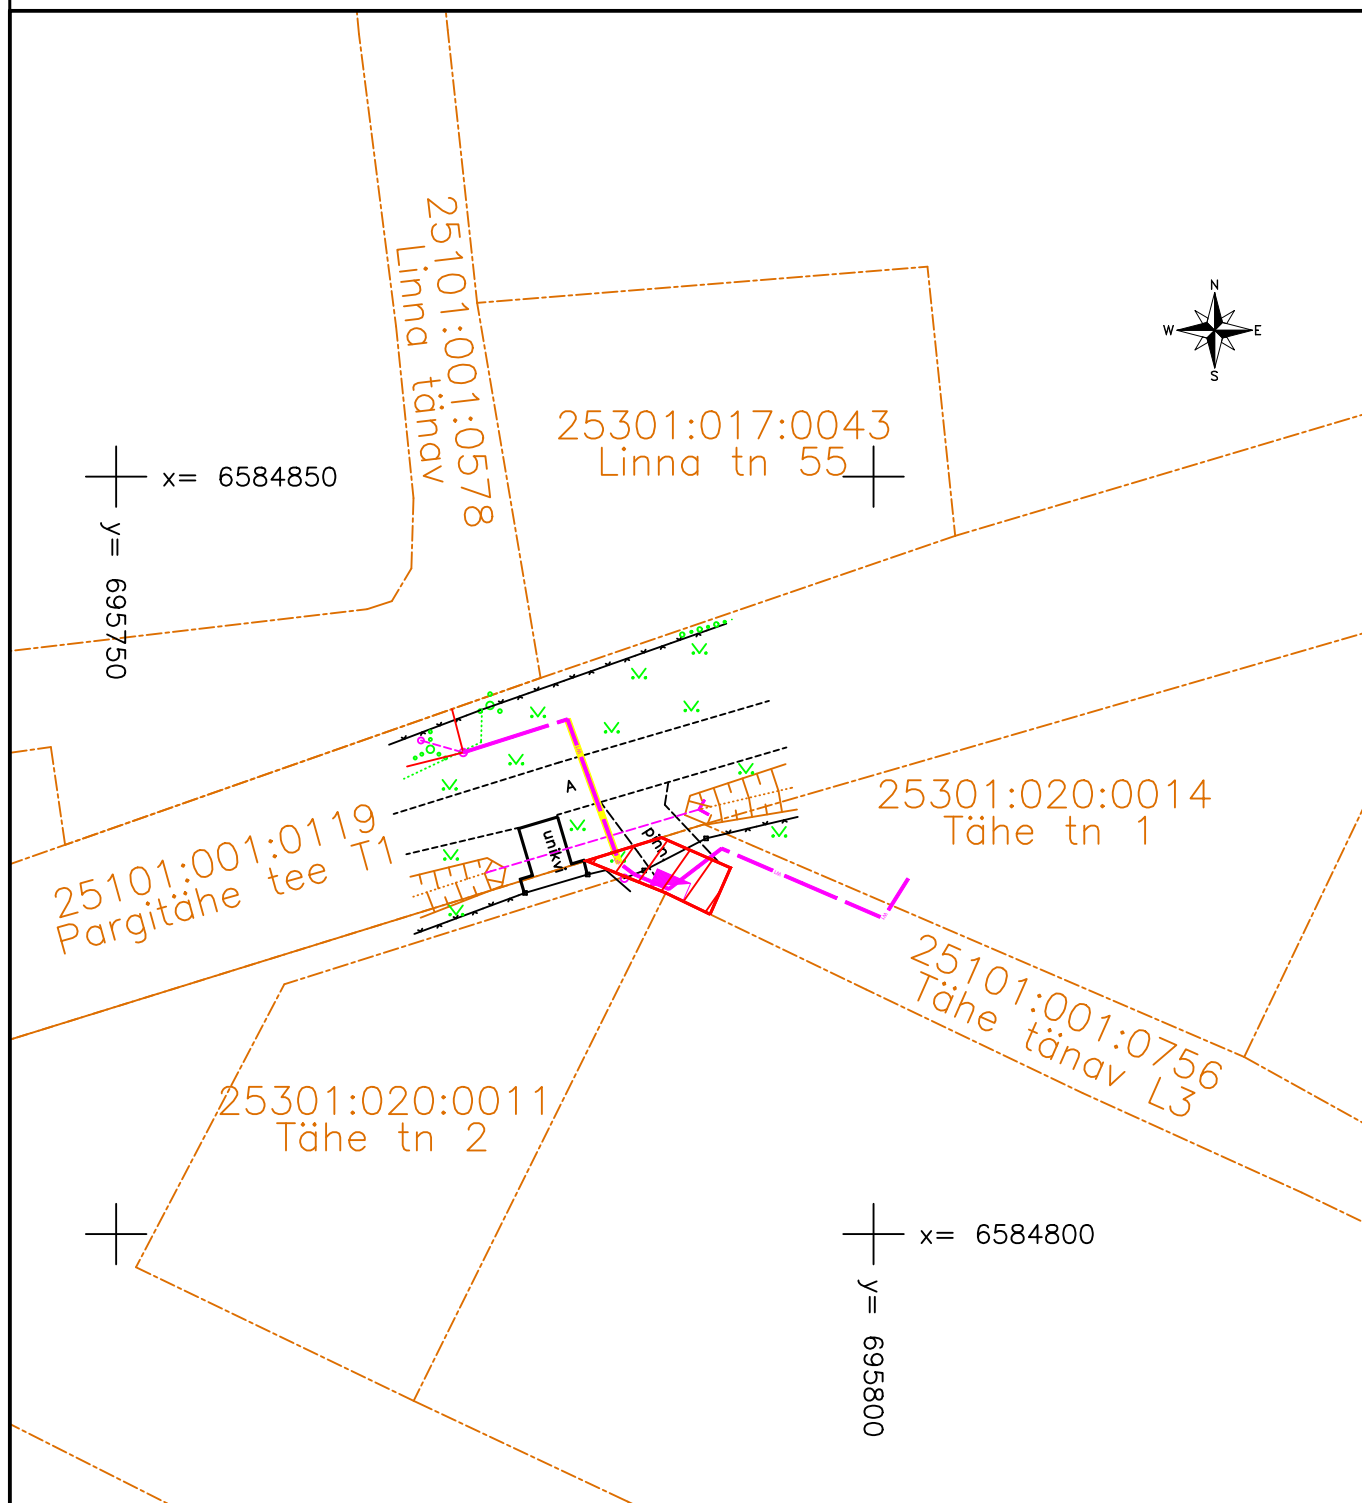 25101:001:0578
Linna tänav
N
W
E
S
25301:017:0043
Linna tn 55
x= 6584850
y= 695750
A
25301:020:0014
Tähe tn 1
pinn
unikvi
25101:001:0119
Pargitähe tee T1
25101:001:0756
Tähe tänav L3
25301:020:0011
Tähe tn 2
x= 6584800
y= 695800